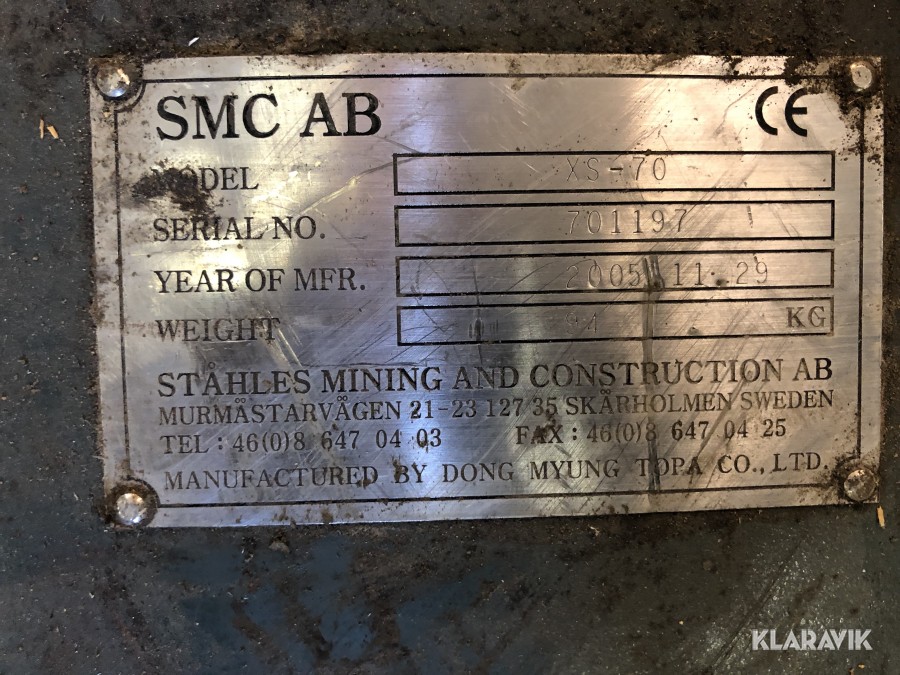 SMC AB CE
MODEL XS-70
SERIAL NO. 701197
YEAR OF MFR. 2005.11.29
WEIGHT KG
STÅHLES MINING AND CONSTRUCTION AB
MURMÄSTARVÄGEN 21-23 127 35 SKÄRHOLMEN SWEDEN
TEL : 46(0)8 647 04 03 FAX : 46(0)8 647 04 25
MANUFACTURED BY DONG MYUNG TOPA CO., LTD.
KLARAVIK